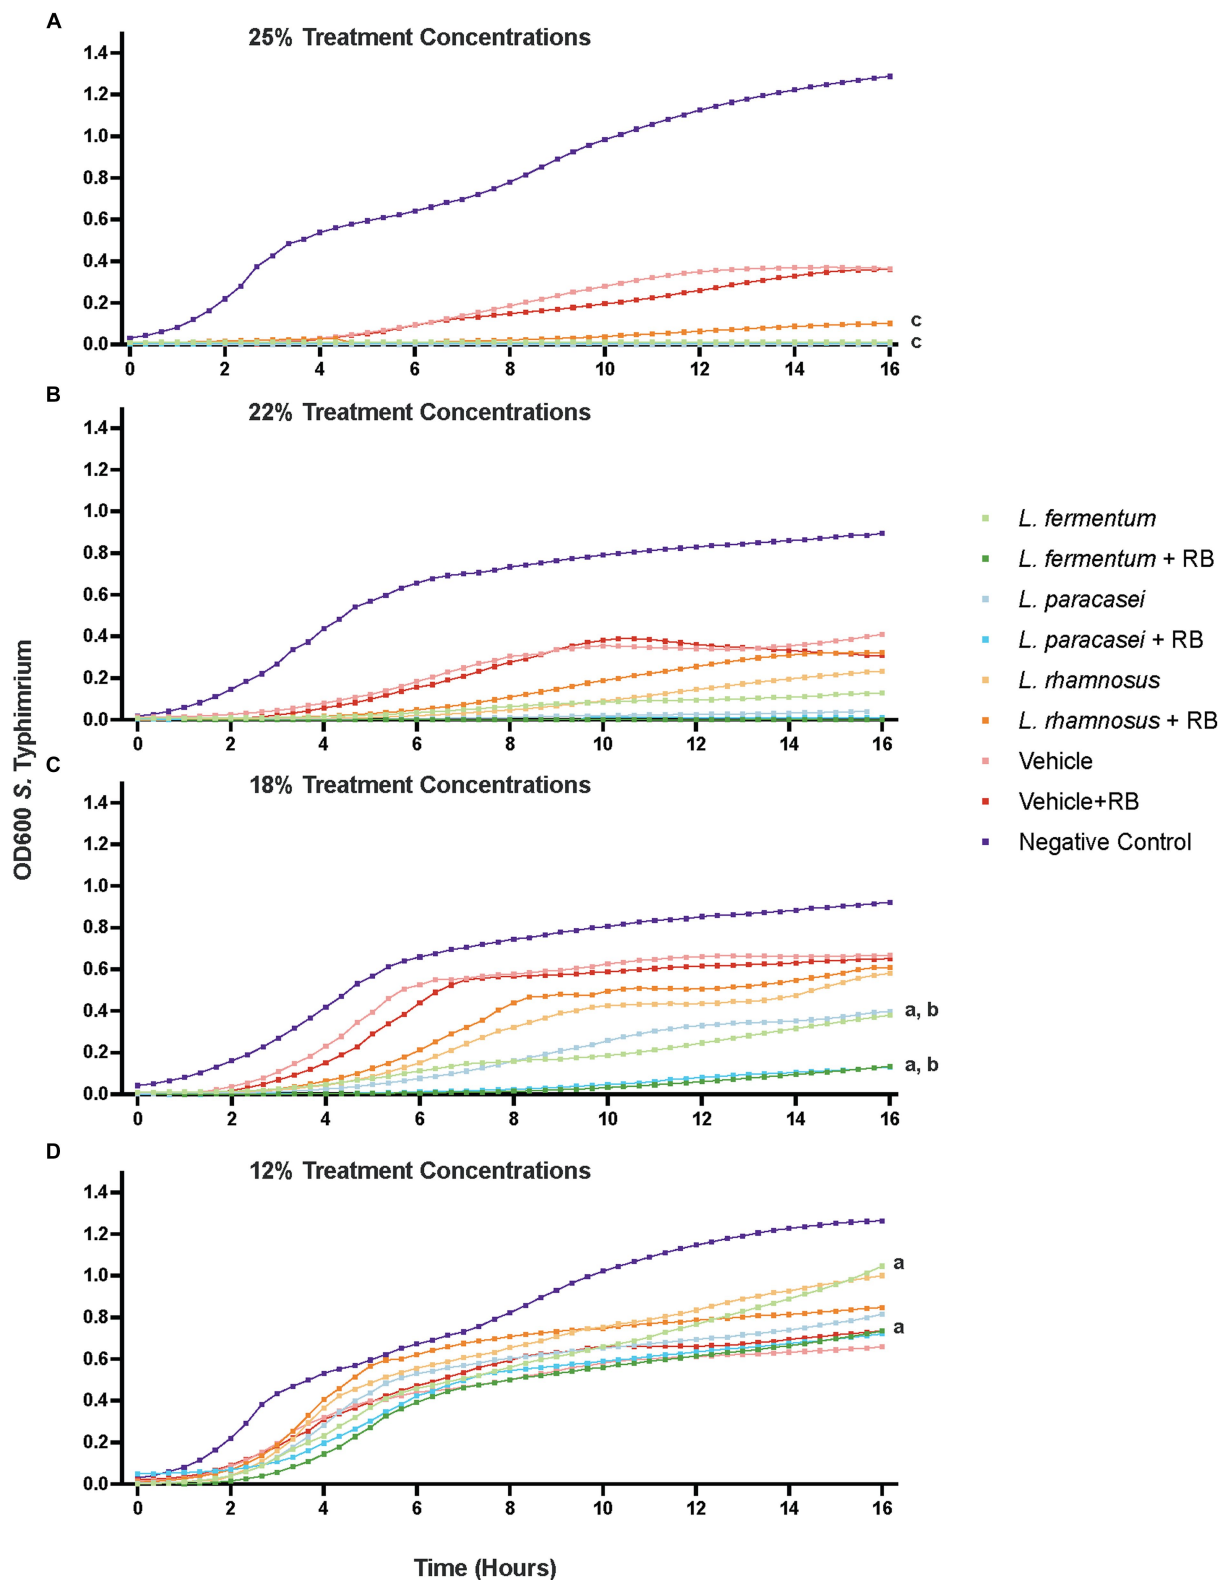 A
25% Treatment Concentrations
1.4
1.2
1.0
0.8
0.6
0.4
0.2
0.0
c
c
0 2 4 6 8 10 12 14 16
B
22% Treatment Concentrations
1.4
1.2
1.0
0.8
0.6
0.4
0.2
0.0
0 2 4 6 8 10 12 14 16
L. fermentum
L. fermentum + RB
L. paracasei
L. paracasei + RB
L. rhamnosus
L. rhamnosus + RB
Vehicle
Vehicle+RB
Negative Control
OD600 S. Typhimrium
C
18% Treatment Concentrations
1.4
1.2
1.0
0.8
0.6
0.4
0.2
0.0
a, b
a, b
0 2 4 6 8 10 12 14 16
D
12% Treatment Concentrations
1.4
1.2
1.0
0.8
0.6
0.4
0.2
0.0
a
a
0 2 4 6 8 10 12 14 16
Time (Hours)